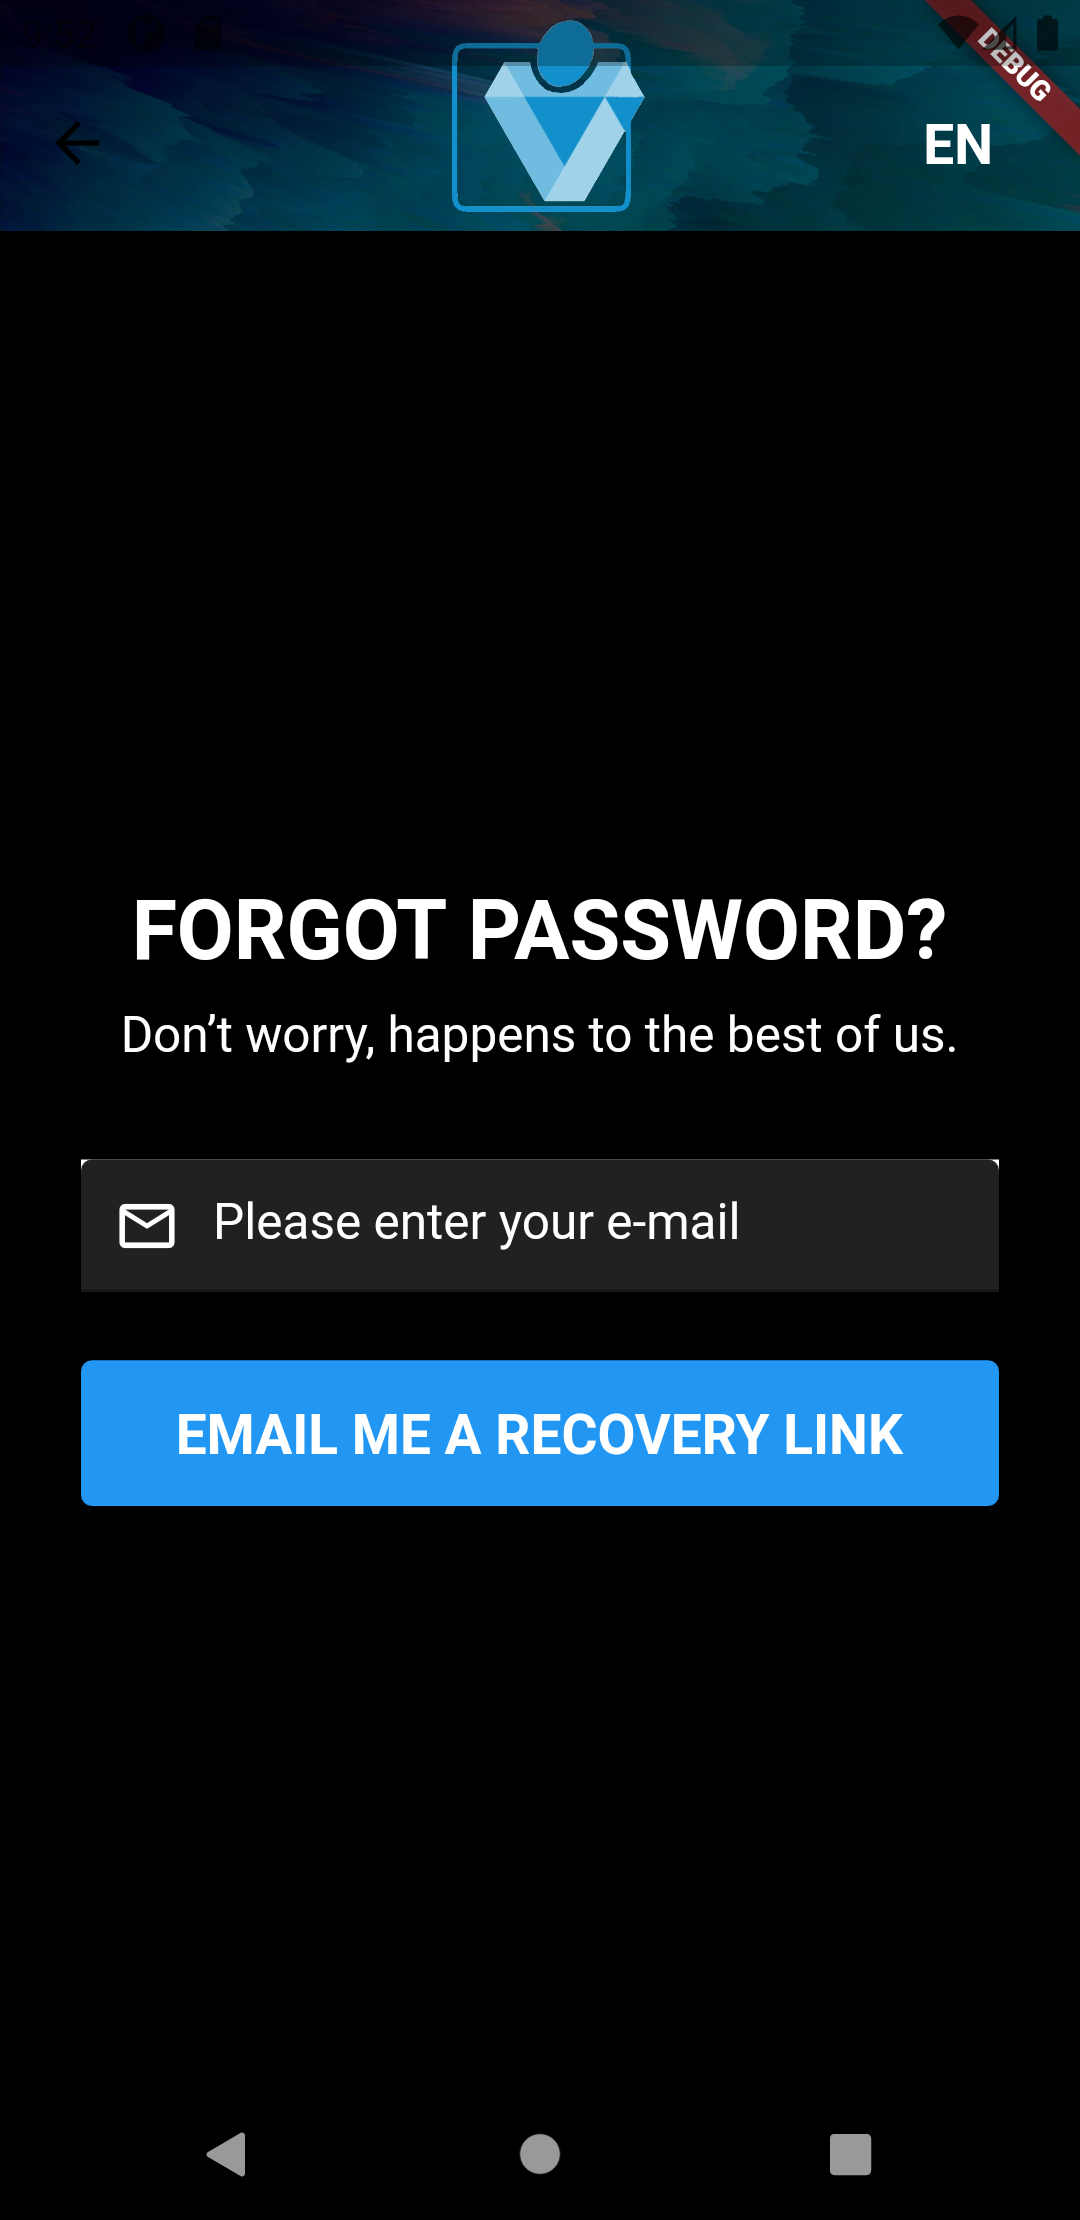 DEBUG
EN
FORGOT PASSWORD?
Don’t worry, happens to the best of us.
Please enter your e-mail
EMAIL ME A RECOVERY LINK